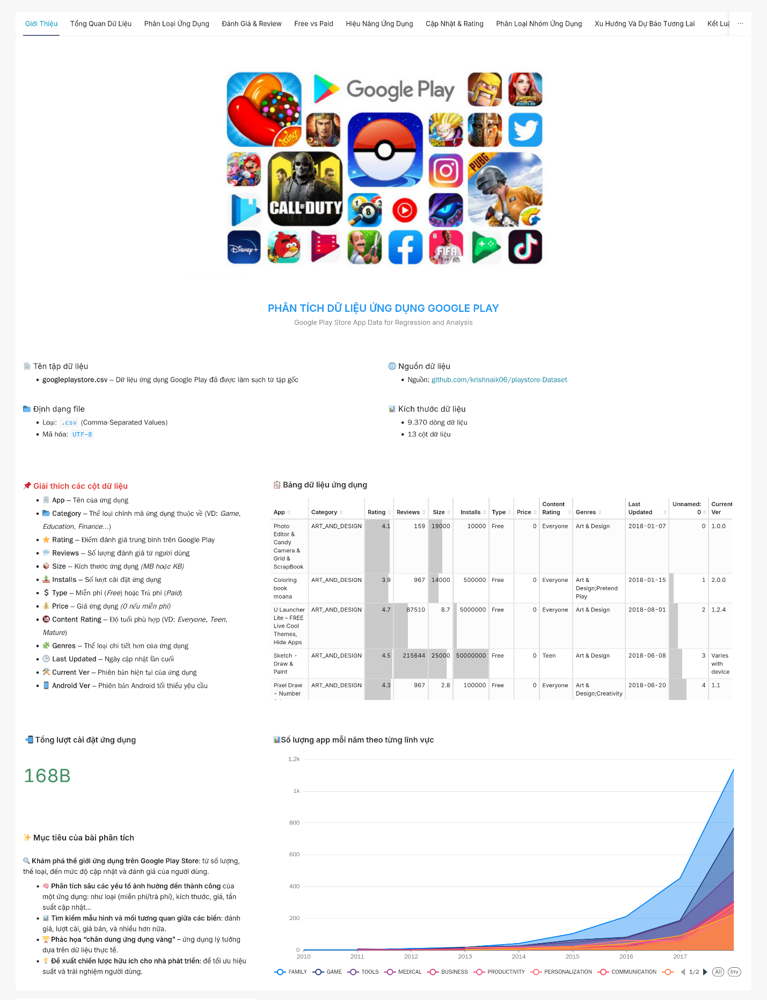 Giới Thiệu Tổng Quan Dữ Liệu Phân Loại Ứng Dụng Đánh Giá & Review Free vs Paid Hiệu Năng Ứng Dụng Cập Nhật & Rating Phân Loại Nhóm Ứng Dụng Xu Hướng Và Dự Báo Tương Lai Kết Luậ ...
Google Play
EMPIRES & PUZZLES
King
DRAGON BALL
PUBG
CALL OF DUTY
8
3
Disney+
FIFA
EA SPORTS
PHÂN TÍCH DỮ LIỆU ỨNG DỤNG GOOGLE PLAY
Google Play Store App Data for Regression and Analysis
Tên tập dữ liệu
• googleplaystore.csv – Dữ liệu ứng dụng Google Play đã được làm sạch từ tập gốc
Nguồn dữ liệu
• Nguồn: github.com/krishnaik06/playstore-Dataset
Định dạng file
• Loại: .csv (Comma-Separated Values)
• Mã hóa: UTF-8
Kích thước dữ liệu
• 9.370 dòng dữ liệu
• 13 cột dữ liệu
Giải thích các cột dữ liệu
• App – Tên của ứng dụng
• Category – Thể loại chính mà ứng dụng thuộc về (VD: Game,
Education, Finance...)
• Rating – Điểm đánh giá trung bình trên Google Play
• Reviews – Số lượng đánh giá từ người dùng
• Size – Kích thước ứng dụng (MB hoặc KB)
• Installs – Số lượt cài đặt ứng dụng
• $ Type – Miễn phí (Free) hoặc Trả phí (Paid)
• Price – Giá ứng dụng (0 nếu miễn phí)
• Content Rating – Độ tuổi phù hợp (VD: Everyone, Teen,
Mature)
• Genres – Thể loại chi tiết hơn của ứng dụng
• Last Updated – Ngày cập nhật lần cuối
• Current Ver – Phiên bản hiện tại của ứng dụng
• Android Ver – Phiên bản Android tối thiểu yêu cầu
Bảng dữ liệu ứng dụng
Content Last Unnamed: Current
App Category Rating Reviews Size Installs Type Price Rating Genres Updated 0 Ver
Photo ART_AND_DESIGN 4.1 159 19000 10000 Free 0 Everyone Art & Design 2018-01-07 0 1.0.0
Editor &
Candy
Camera &
Grid &
ScrapBook
Coloring ART_AND_DESIGN 3.9 967 14000 500000 Free 0 Everyone Art & 2018-01-15 1 2.0.0
book Design;Pretend
moana Play
U Launcher ART_AND_DESIGN 4.7 87510 8.7 5000000 Free 0 Everyone Art & Design 2018-08-01 2 1.2.4
Lite – FREE
Live Cool
Themes,
Hide Apps
Sketch - ART_AND_DESIGN 4.5 215644 25000 50000000 Free 0 Teen Art & Design 2018-06-08 3 Varies
Draw & with
Paint device
Pixel Draw ART_AND_DESIGN 4.3 967 2.8 100000 Free 0 Everyone Art & 2018-06-20 4 1.1
- Number Design;Creativity
Tổng lượt cài đặt ứng dụng
168B
Mục tiêu của bài phân tích
Khám phá thế giới ứng dụng trên Google Play Store: từ số lượng,
thể loại, đến mức độ cập nhật và đánh giá của người dùng.
• Phân tích sâu các yếu tố ảnh hưởng đến thành công của
một ứng dụng: như loại (miễn phí/trả phí), kích thước, giá, tần
suất cập nhật...
• Tìm kiếm mẫu hình và mối tương quan giữa các biến: đánh
giá, lượt cài, giá bán, và nhiều hơn nữa.
• Phác họa “chân dung ứng dụng vàng” – ứng dụng lý tưởng
dựa trên dữ liệu thực tế.
• Đề xuất chiến lược hữu ích cho nhà phát triển: để tối ưu hiệu
suất và trải nghiệm người dùng.
Số lượng app mỗi năm theo từng lĩnh vực
1.2k
1k
800
600
400
200
0
2010 2011 2012 2013 2014 2015 2016 2017
FAMILY GAME TOOLS MEDICAL BUSINESS PRODUCTIVITY PERSONALIZATION COMMUNICATION 1/2 All Inv